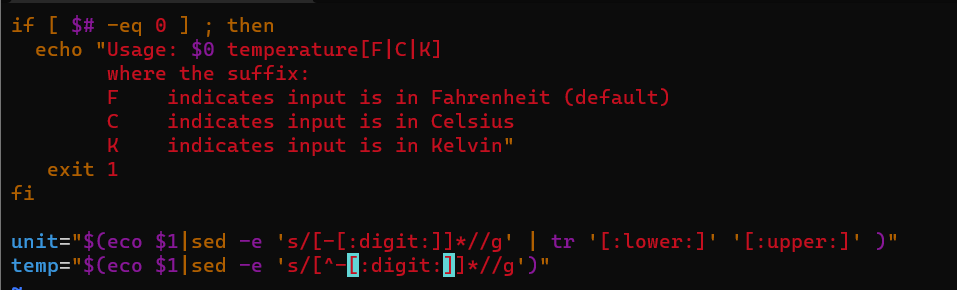 if [ $# -eq 0 ] ; then
  echo "Usage: $0 temperature[F|C|K]
        where the suffix:
        F    indicates input is in Fahrenheit (default)
        C    indicates input is in Celsius
        K    indicates input is in Kelvin"
   exit 1
fi

unit="$(eco $1|sed -e 's/[-[:digit:]]*//g' | tr '[:lower:]' '[:upper:]' )"
temp="$(eco $1|sed -e 's/[^-[:digit:]]*//g')"
~